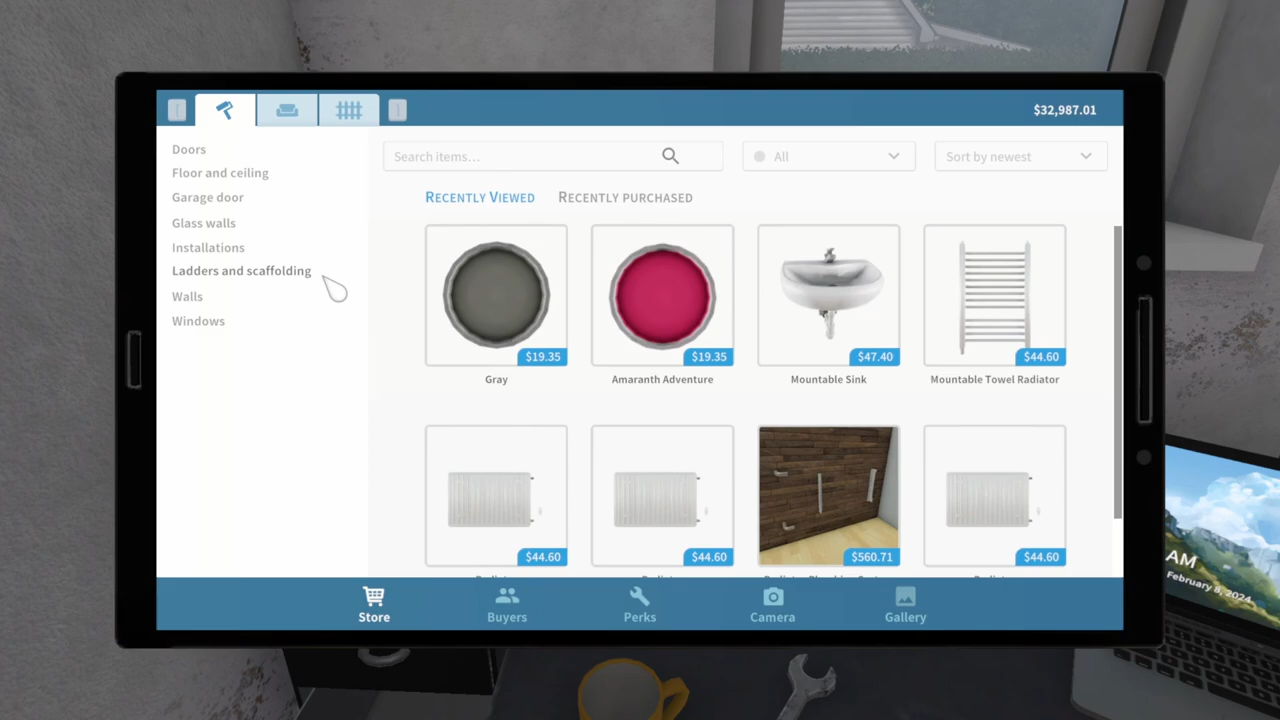 $32,987.01
Doors
Floor and ceiling
Garage door
Glass walls
Installations
Ladders and scaffolding
Walls
Windows
Search items...
All
Sort by newest
RECENTLY VIEWED
RECENTLY PURCHASED
$19.35
$19.35
$47.40
$44.60
Gray
Amaranth Adventure
Mountable Sink
Mountable Towel Radiator
$44.60
$44.60
$560.71
$44.60
Store
Buyers
Perks
Camera
Gallery
AM
February 8, 2024